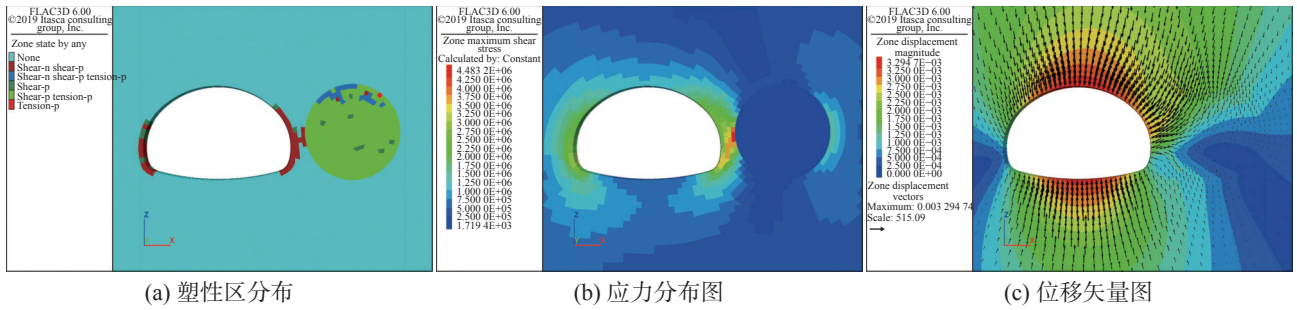 FLAC3D 6.00
©2019 Itasca consulting
group, Inc.
Zone state by any
None
Shear-n shear-p
Shear-n shear-p tension-p
Shear-p
Shear-p tension-p
Tension-p
Z
X
(a) 塑性区分布
FLAC3D 6.00
©2019 Itasca consulting
group, Inc.
Zone maximum shear
stress
Calculated by: Constant
4.483 2E+06
4.250 0E+06
4.000 0E+06
3.750 0E+06
3.500 0E+06
3.250 0E+06
3.000 0E+06
2.750 0E+06
2.500 0E+06
2.250 0E+06
2.000 0E+06
1.750 0E+06
1.500 0E+06
1.250 0E+06
1.000 0E+06
7.500 0E+05
5.000 0E+05
2.500 0E+05
1.719 4E+03
Z
Y
X
(b) 应力分布图
FLAC3D 6.00
©2019 Itasca consulting
group, Inc.
Zone displacement
magnitude
3.294 7E-03
3.250 0E-03
3.000 0E-03
2.750 0E-03
2.500 0E-03
2.250 0E-03
2.000 0E-03
1.750 0E-03
1.500 0E-03
1.250 0E-03
1.000 0E-03
7.500 0E-04
5.000 0E-04
2.500 0E-04
0.000 0E+00
Zone displacement
vectors
Maximum: 0.003 294 74
Scale: 515.09
Z
X
(c) 位移矢量图